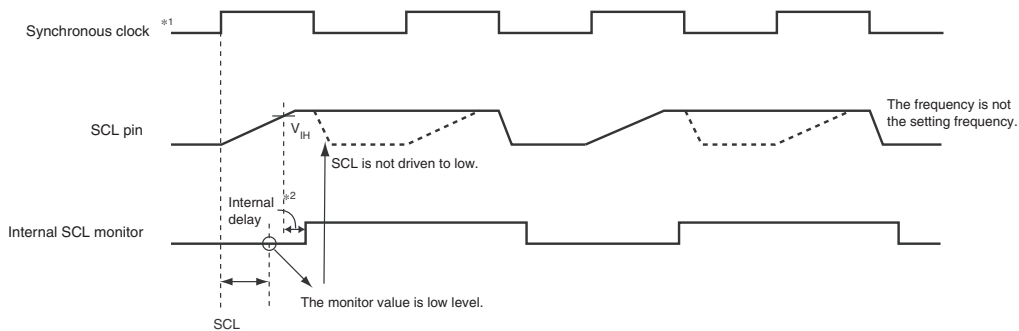 Synchronous clock *1
SCL pin
VIH
The frequency is not
the setting frequency.
SCL is not driven to low.
Internal *2
delay
Internal SCL monitor
The monitor value is low level.
SCL